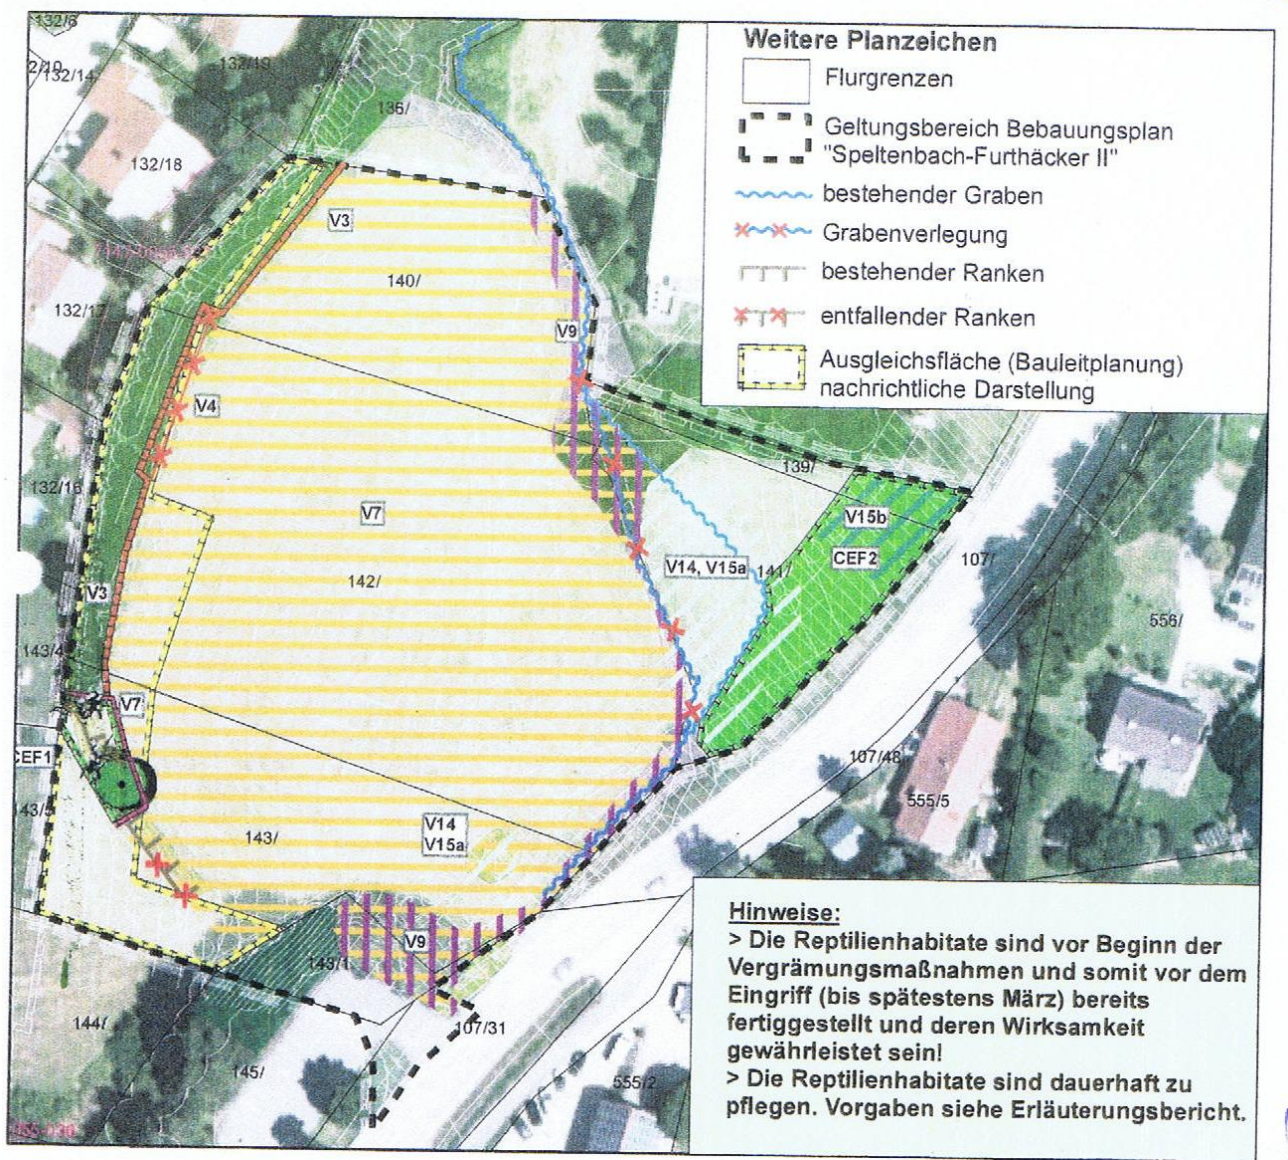 Weitere Planzeichen
Flurgrenzen
Geltungsbereich Bebauungsplan
"Speltenbach-Furthäcker II"
bestehender Graben
Grabenverlegung
bestehender Ranken
entfallender Ranken
Ausgleichsfläche (Bauleitplanung)
nachrichtliche Darstellung
132/6
132/14
132/18
136/
V3
140/
132/17
V9
V4
139/
132/16
V7
V15b
CEF2
107/
V14, V15a
141/
142/
V3
556/
143/4
V7
CEF1
107/48
555/5
V14
V15a
143/
V9
143/1
144/
107/31
145/
555/2
Hinweise:
> Die Reptilienhabitate sind vor Beginn der
Vergrämungsmaßnahmen und somit vor dem
Eingriff (bis spätestens März) bereits
fertiggestellt und deren Wirksamkeit
gewährleistet sein!
> Die Reptilienhabitate sind dauerhaft zu
pflegen. Vorgaben siehe Erläuterungsbericht.